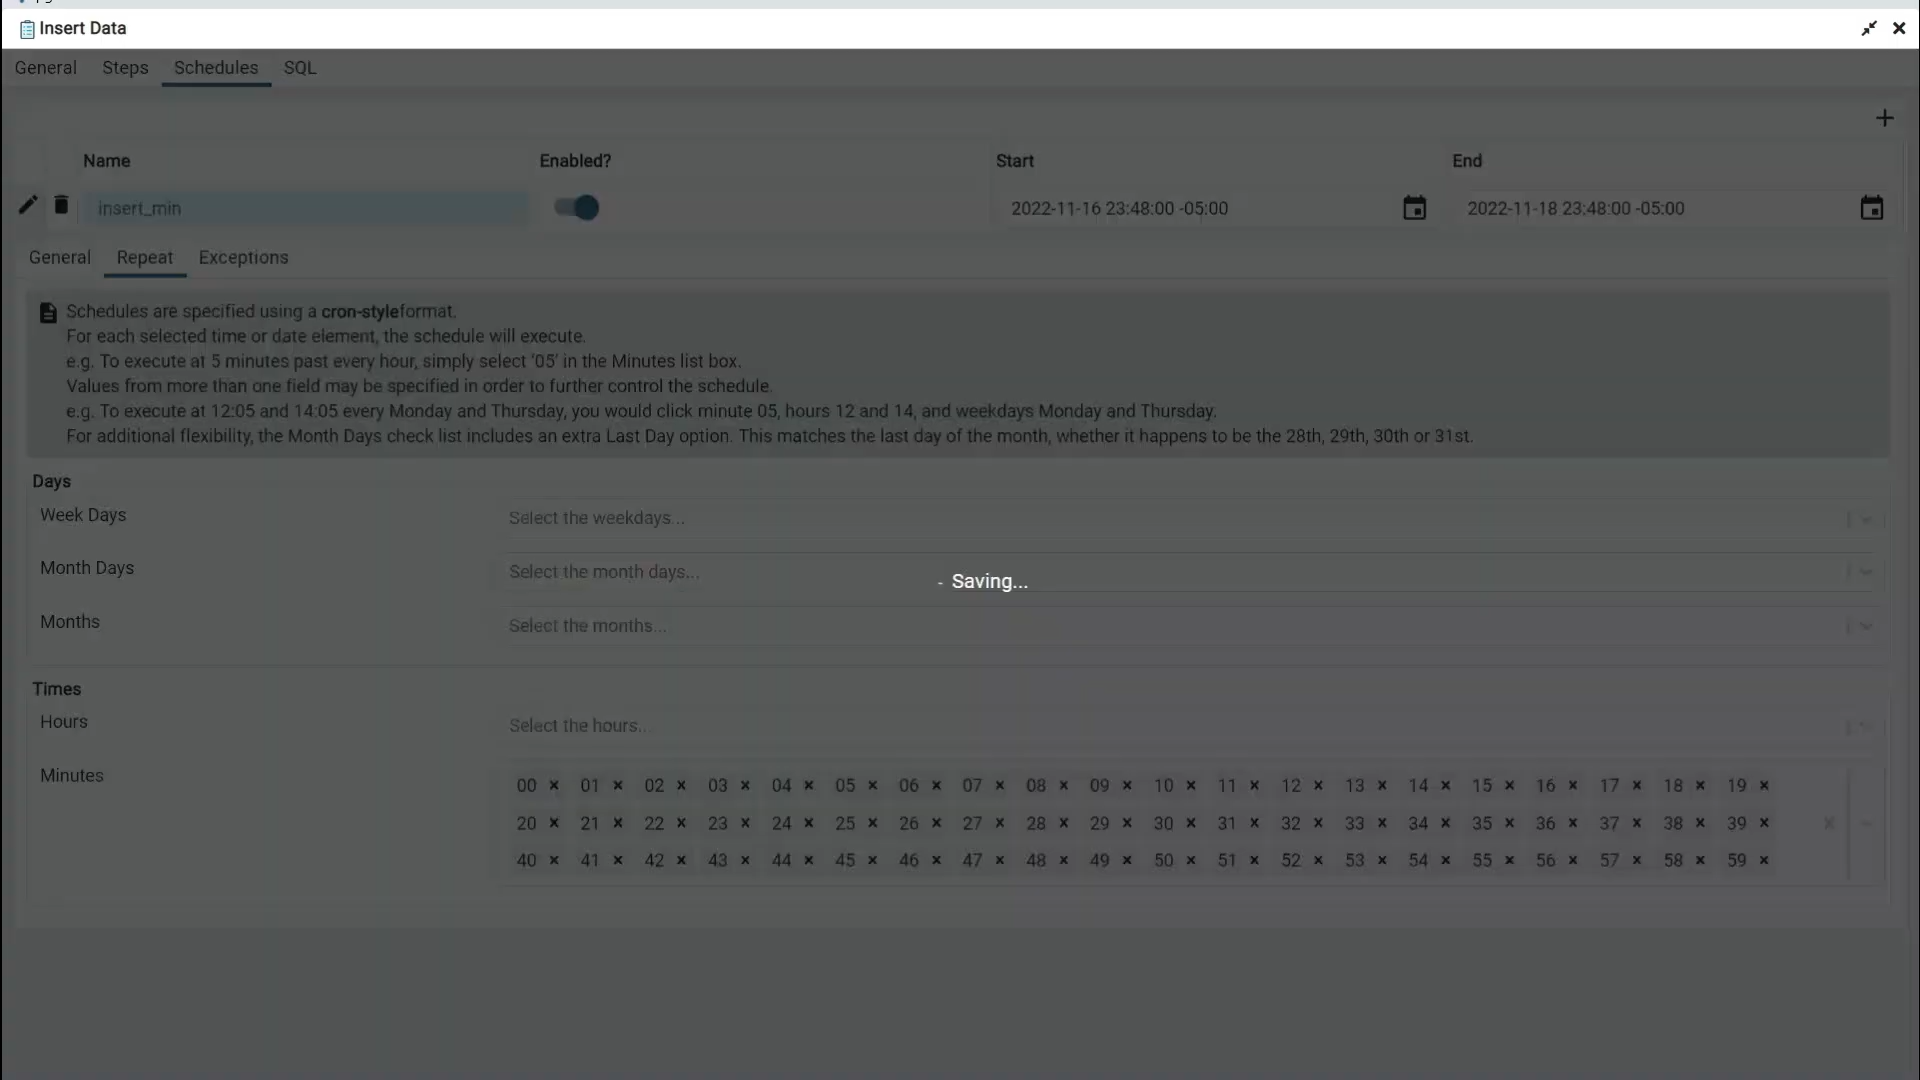 Insert Data
General Steps Schedules SQL
Name Enabled? Start End
insert_min 2022-11-16 23:48:00 -05:00 2022-11-18 23:48:00 -05:00
General Repeat Exceptions
Schedules are specified using a cron-styleformat.
For each selected time or date element, the schedule will execute.
e.g. To execute at 5 minutes past every hour, simply select '05' in the Minutes list box.
Values from more than one field may be specified in order to further control the schedule.
e.g. To execute at 12:05 and 14:05 every Monday and Thursday, you would click minute 05, hours 12 and 14, and weekdays Monday and Thursday.
For additional flexibility, the Month Days check list includes an extra Last Day option. This matches the last day of the month, whether it happens to be the 28th, 29th, 30th or 31st.
Days
Week Days Select the weekdays...
Month Days Select the month days...
- Saving...
Months Select the months...
Times
Hours Select the hours...
Minutes 00 01 02 03 04 05 06 07 08 09 10 11 12 13 14 15 16 17 18 19
20 21 22 23 24 25 26 27 28 29 30 31 32 33 34 35 36 37 38 39
40 41 42 43 44 45 46 47 48 49 50 51 52 53 54 55 56 57 58 59